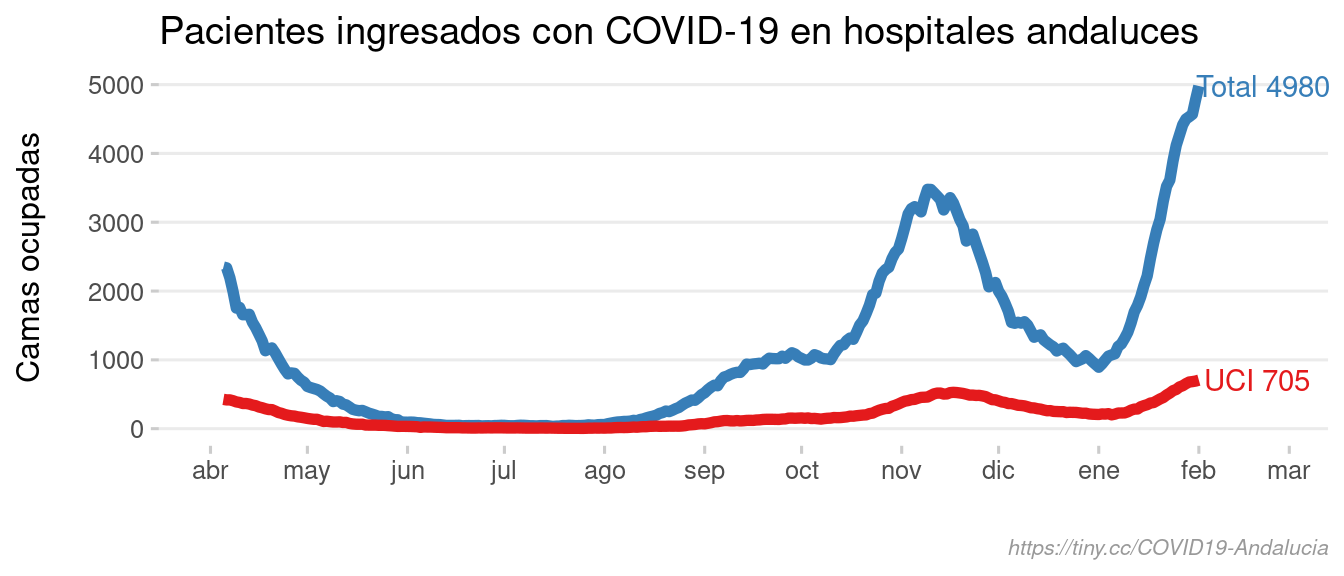 Pacientes ingresados con COVID-19 en hospitales andaluces
Camas ocupadas
5000
4000
3000
2000
1000
0
Total 4980
UCI 705
abr may jun jul ago sep oct nov dic ene feb mar
https://tiny.cc/COVID19-Andalucia